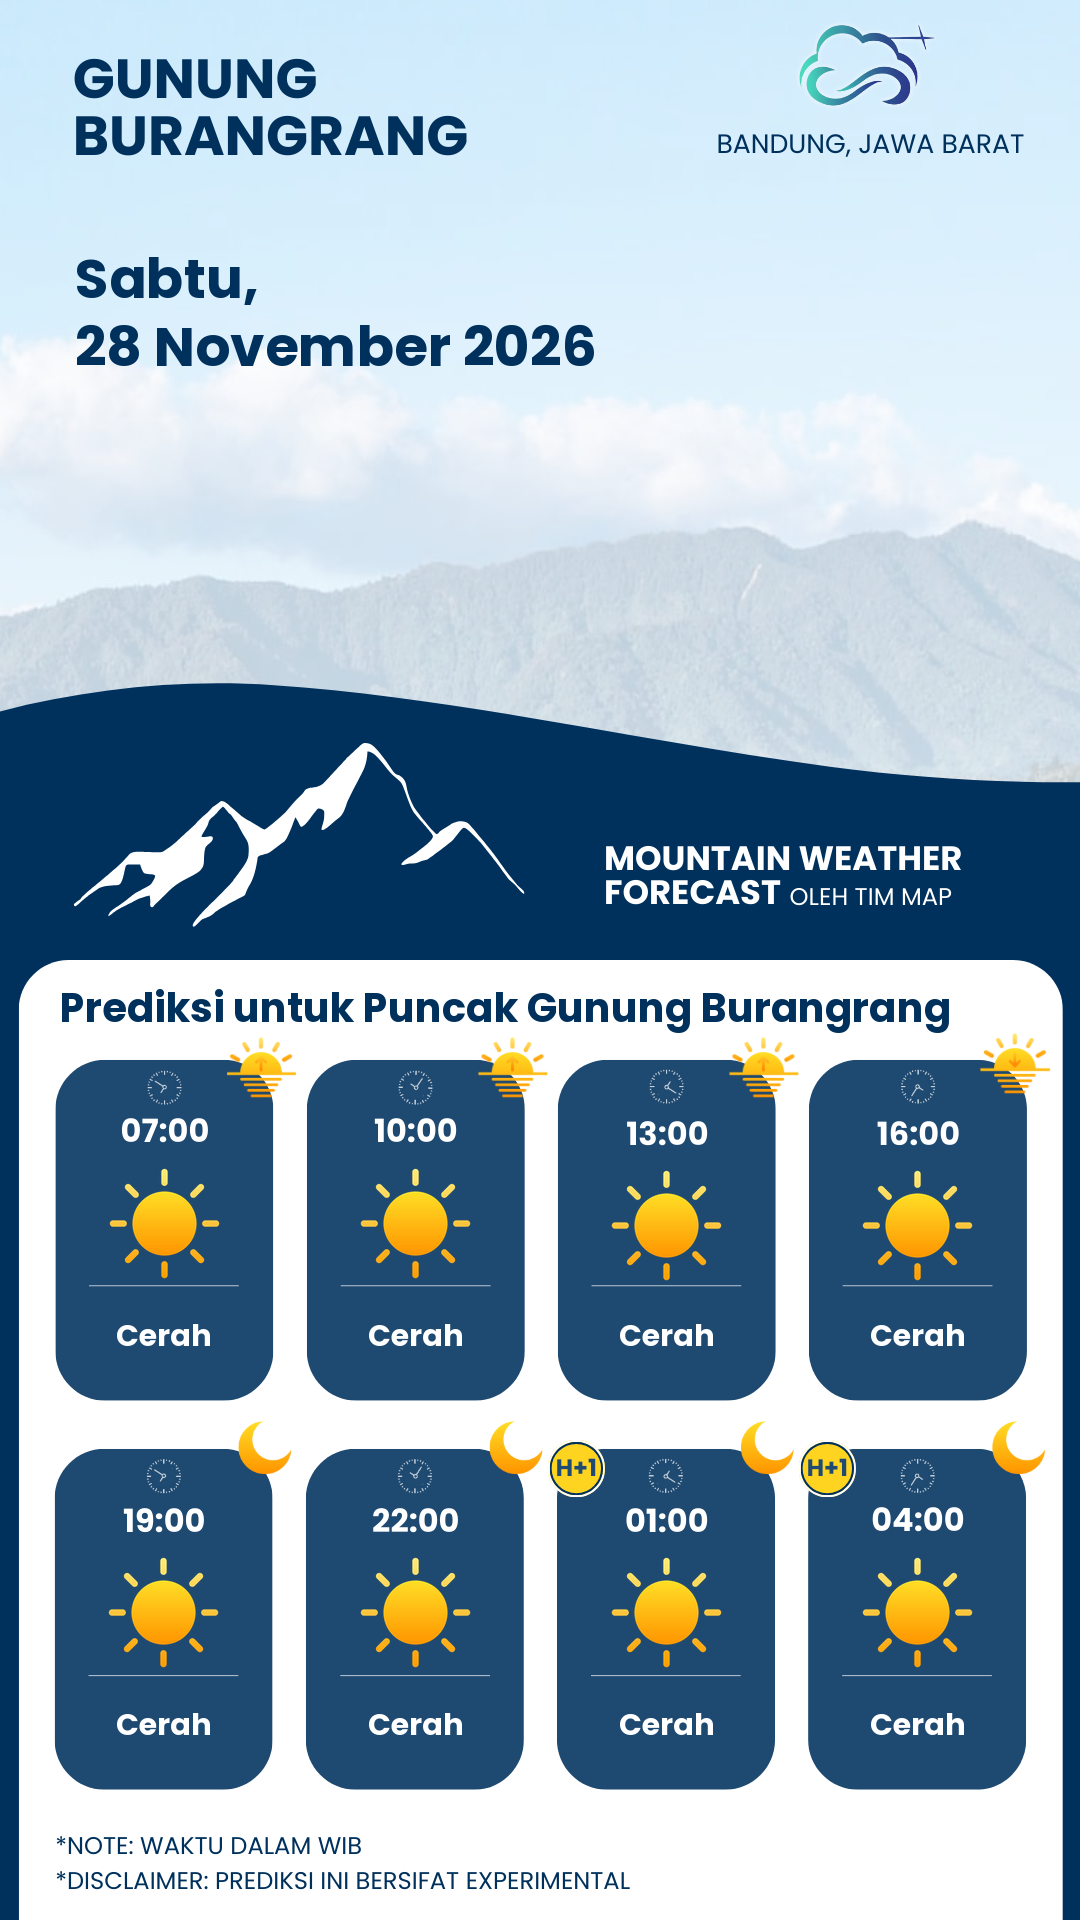 GUNUNG
BURANGRANG
BANDUNG, JAWA BARAT
Sabtu,
28 November 2026
MOUNTAIN WEATHER
FORECAST OLEH TIM MAP
Prediksi untuk Puncak Gunung Burangrang
07:00
10:00
13:00
16:00
Cerah
Cerah
Cerah
Cerah
H+1
H+1
19:00
22:00
01:00
04:00
Cerah
Cerah
Cerah
Cerah
*NOTE: WAKTU DALAM WIB
*DISCLAIMER: PREDIKSI INI BERSIFAT EXPERIMENTAL